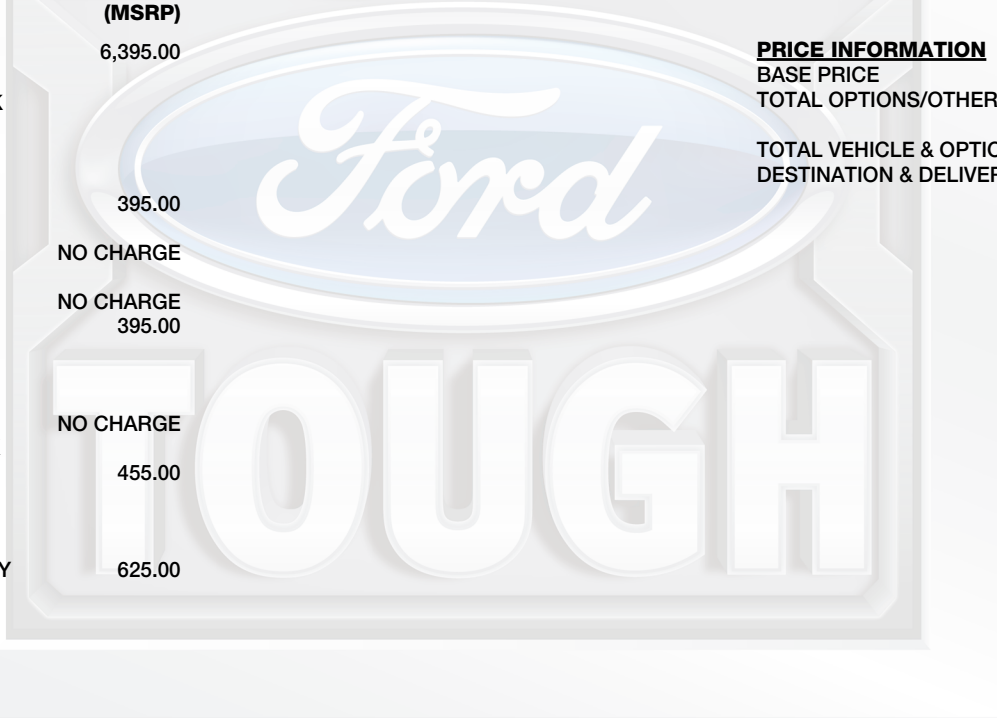 (MSRP)
6,395.00
K
395.00
NO CHARGE
NO CHARGE
395.00
NO CHARGE
455.00
Y
625.00
PRICE INFORMATION
BASE PRICE
TOTAL OPTIONS/OTHER
TOTAL VEHICLE & OPTIO
DESTINATION & DELIVER
Ford
TOUGH